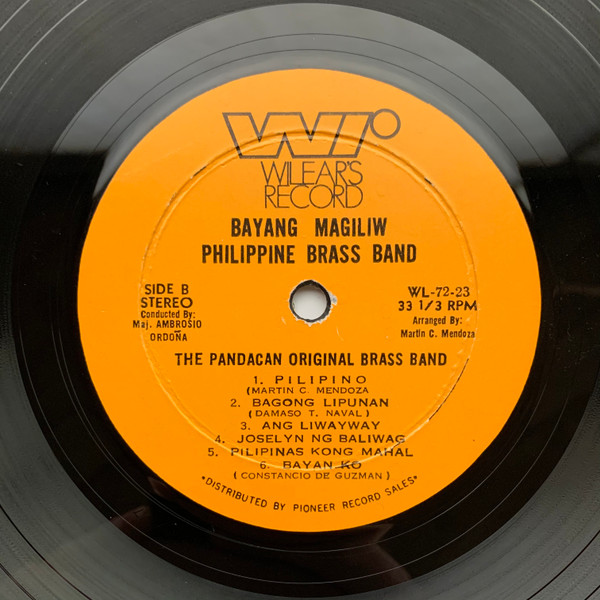 WILEAR'S
RECORD
BAYANG MAGILIW
PHILIPPINE BRASS BAND
SIDE B
STEREO
Conducted By:
Maj. AMBROSIO
ORDOÑA
WL-72-23
33 1/3 RPM
Arranged By:
Martin C. Mendoza
THE PANDACAN ORIGINAL BRASS BAND
1. PILIPINO
(MARTIN C. MENDOZA
2. BAGONG LIPUNAN
(DAMASO T. NAVAL)
3. ANG LIWAYWAY
4. JOSELYN NG BALIWAG
5. PILIPINAS KONG MAHAL
6. BAYAN KO
(CONSTANCIO DE GUZMAN)
•DISTRIBUTED BY PIONEER RECORD SALES•